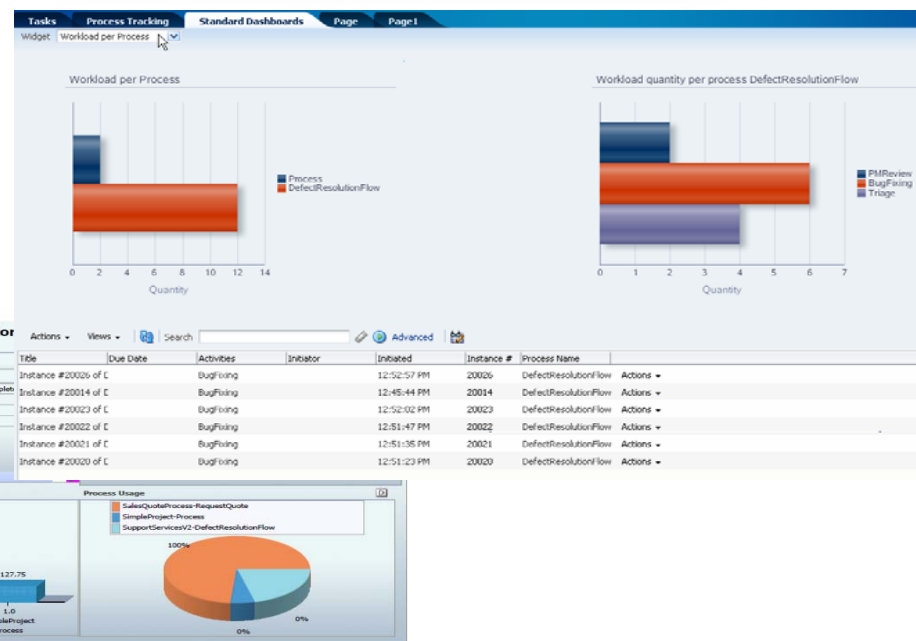 Tasks Process Tracking Standard Dashboards Page Page1
Widget Workload per Process
Workload per Process
Process
DefectResolutionFlow
0 2 4 6 8 10 12 14
Quantity
Workload quantity per process DefectResolutionFlow
PMReview
BugFixing
Triage
0 1 2 3 4 5 6 7
Quantity
Actions Views Search Advanced
Title Due Date Activities Initiator Initiated Instance # Process Name
Instance #20026 of BugFixing 12:52:57 PM 20026 DefectResolutionFlow Actions
Instance #20014 of BugFixing 12:45:44 PM 20014 DefectResolutionFlow Actions
Instance #20023 of BugFixing 12:52:02 PM 20023 DefectResolutionFlow Actions
Instance #20022 of BugFixing 12:51:47 PM 20022 DefectResolutionFlow Actions
Instance #20021 of BugFixing 12:51:35 PM 20021 DefectResolutionFlow Actions
Instance #20020 of BugFixing 12:51:23 PM 20020 DefectResolutionFlow Actions
Process Usage
SalesQuoteProcess-RequestQuote
SimpleProject-Process
SupportServicesV2-DefectResolutionFlow
100%
0%
0%
127.75
1.0